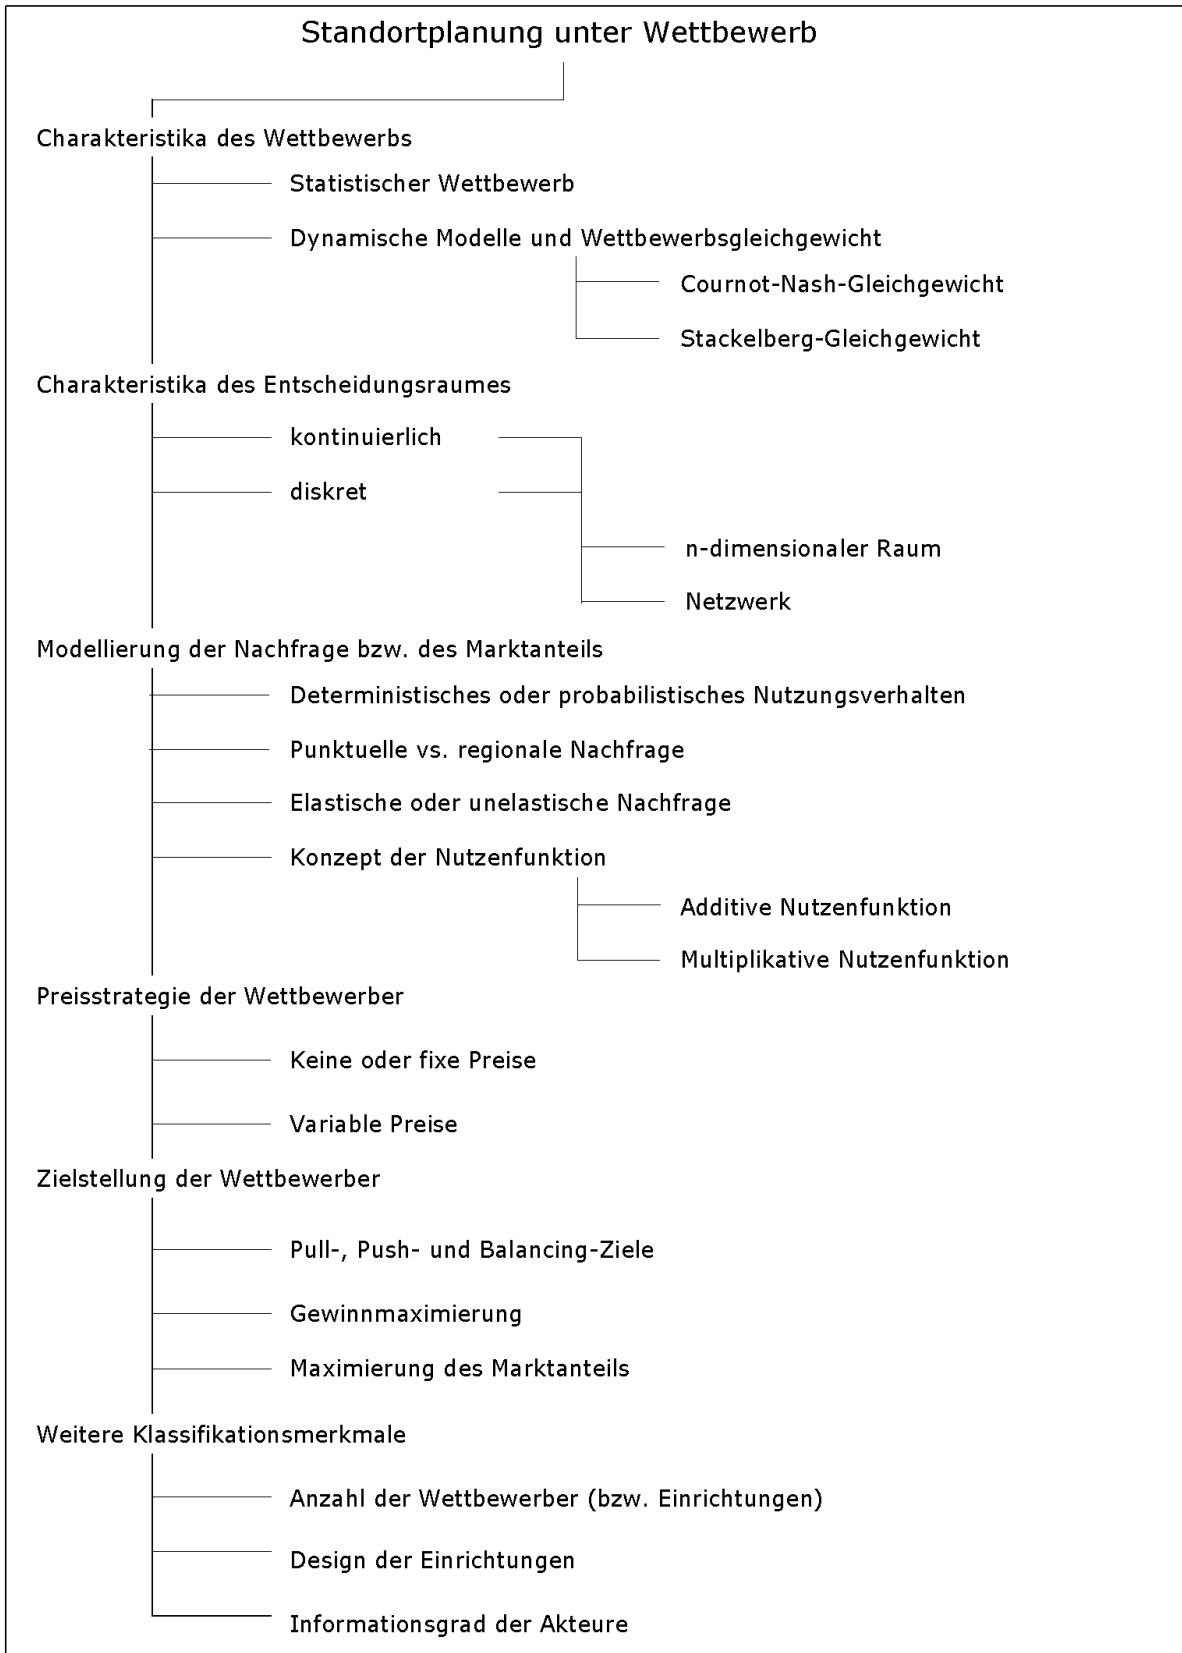 Standortplanung unter Wettbewerb
Charakteristika des Wettbewerbs
Statistischer Wettbewerb
Dynamische Modelle und Wettbewerbsgleichgewicht
Cournot-Nash-Gleichgewicht
Stackelberg-Gleichgewicht
Charakteristika des Entscheidungsraumes
kontinuierlich
diskret
n-dimensionaler Raum
Netzwerk
Modellierung der Nachfrage bzw. des Marktanteils
Deterministisches oder probabilistisches Nutzungsverhalten
Punktuelle vs. regionale Nachfrage
Elastische oder unelastische Nachfrage
Konzept der Nutzenfunktion
Additive Nutzenfunktion
Multiplikative Nutzenfunktion
Preisstrategie der Wettbewerber
Keine oder fixe Preise
Variable Preise
Zielstellung der Wettbewerber
Pull-, Push- und Balancing-Ziele
Gewinnmaximierung
Maximierung des Marktanteils
Weitere Klassifikationsmerkmale
Anzahl der Wettbewerber (bzw. Einrichtungen)
Design der Einrichtungen
Informationsgrad der Akteure